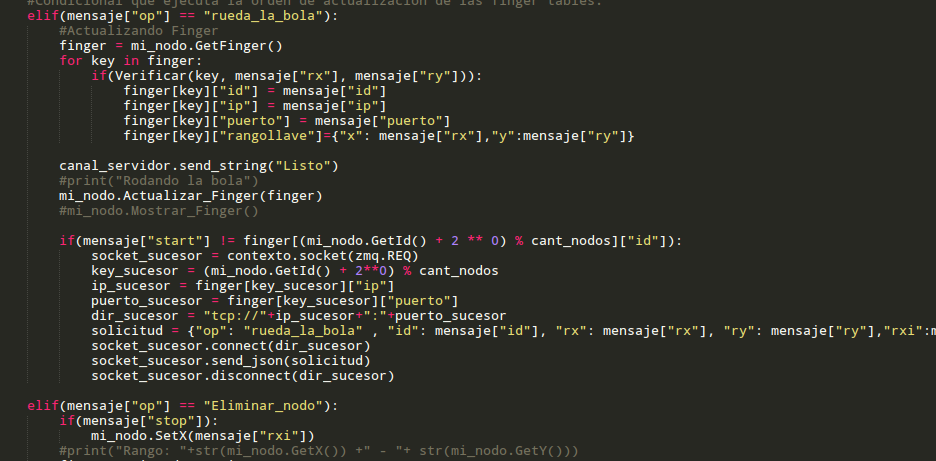 #Condicional que ejecuta la orden de actualizacion de las finger tables.
elif(mensaje["op"] == "rueda_la_bola"):
#Actualizando Finger
finger = mi_nodo.GetFinger()
for key in finger:
if(Verificar(key, mensaje["rx"], mensaje["ry"])):
finger[key]["id"] = mensaje["id"]
finger[key]["ip"] = mensaje["ip"]
finger[key]["puerto"] = mensaje["puerto"]
finger[key]["rangollave"]={"x": mensaje["rx"],"y":mensaje["ry"]}
canal_servidor.send_string("Listo")
#print("Rodando la bola")
mi_nodo.Actualizar_Finger(finger)
#mi_nodo.Mostrar_Finger()
if(mensaje["start"] != finger[(mi_nodo.GetId() + 2 ** 0) % cant_nodos]["id"]):
socket_sucesor = contexto.socket(zmq.REQ)
key_sucesor = (mi_nodo.GetId() + 2**0) % cant_nodos
ip_sucesor = finger[key_sucesor]["ip"]
puerto_sucesor = finger[key_sucesor]["puerto"]
dir_sucesor = "tcp://"+ip_sucesor+":"+puerto_sucesor
solicitud = {"op": "rueda_la_bola" , "id": mensaje["id"], "rx": mensaje["rx"], "ry": mensaje["ry"],"rxi":m
socket_sucesor.connect(dir_sucesor)
socket_sucesor.send_json(solicitud)
socket_sucesor.disconnect(dir_sucesor)
elif(mensaje["op"] == "Eliminar_nodo"):
if(mensaje["stop"]):
mi_nodo.SetX(mensaje["rxi"])
#print("Rango: "+str(mi_nodo.GetX()) +" - "+ str(mi_nodo.GetY()))